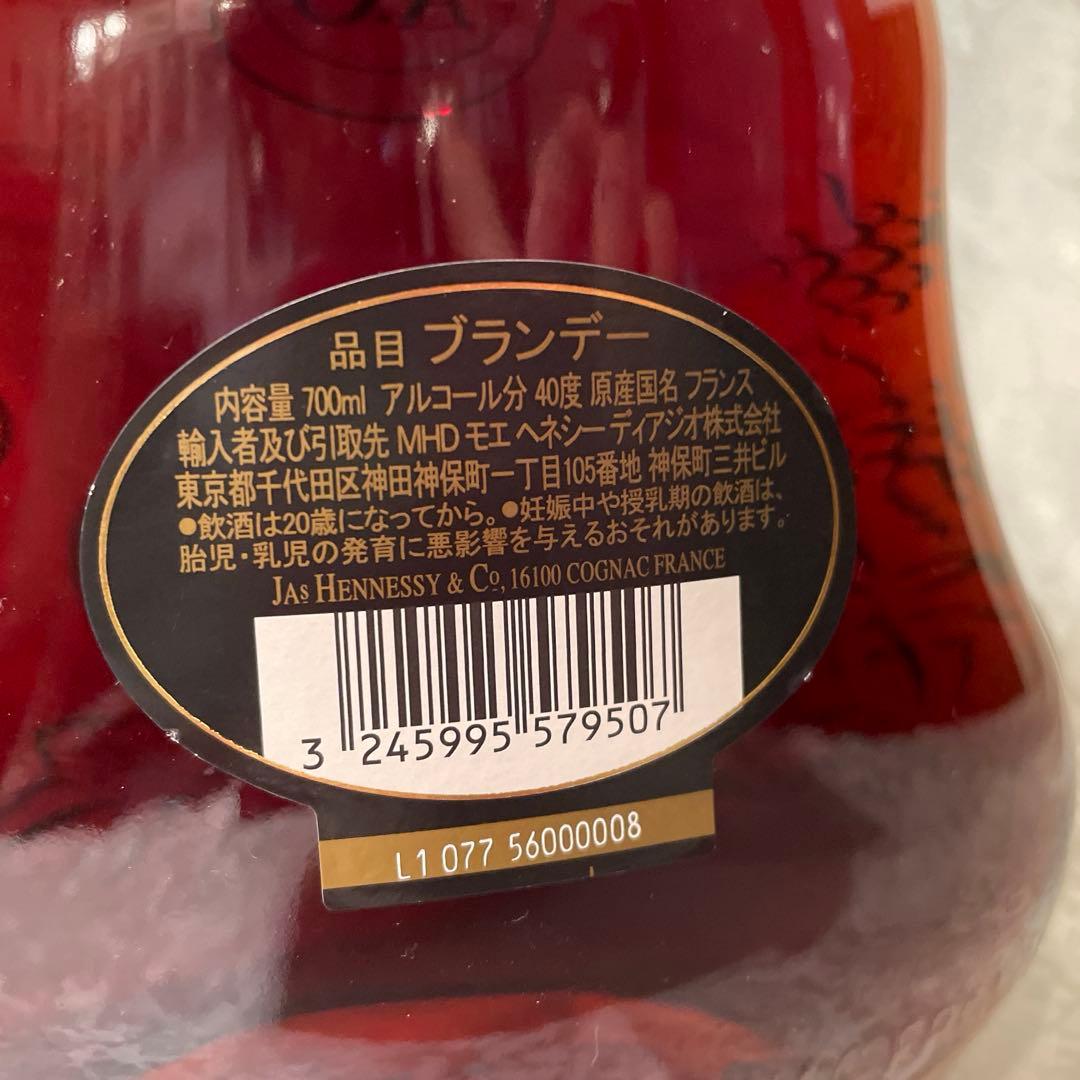 品目 ブランデー
内容量 700ml アルコール分 40度 原産国名 フランス
輸入者及び引取先 MHD モエ ヘネシー ディアジオ株式会社
東京都千代田区神田神保町一丁目105番地 神保町三井ビル
●飲酒は20歳になってから。●妊娠中や授乳期の飲酒は、
胎児・乳児の発育に悪影響を与えるおそれがあります。
JAS HENNESSY & Cº, 16100 COGNAC FRANCE
3 245995 579507
L1 077 56000008